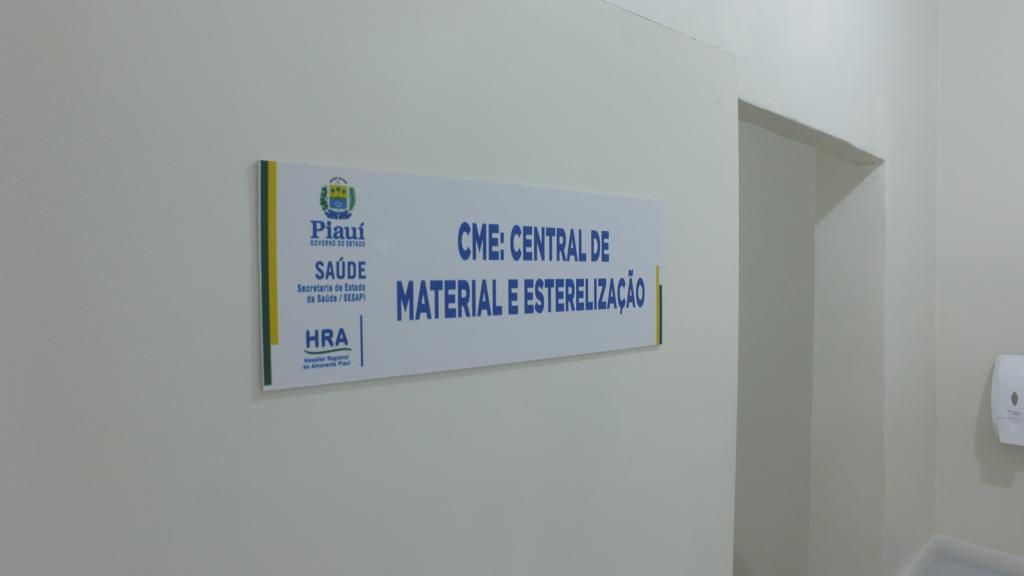 Piauí
GOVERNO DO ESTADO
SAÚDE
Secretaria de Estado
da Saúde / SESAPI
HRA
Hospital Regional
de Amarante Piauí
CME: CENTRAL DE
MATERIAL E ESTERELIZAÇÃO